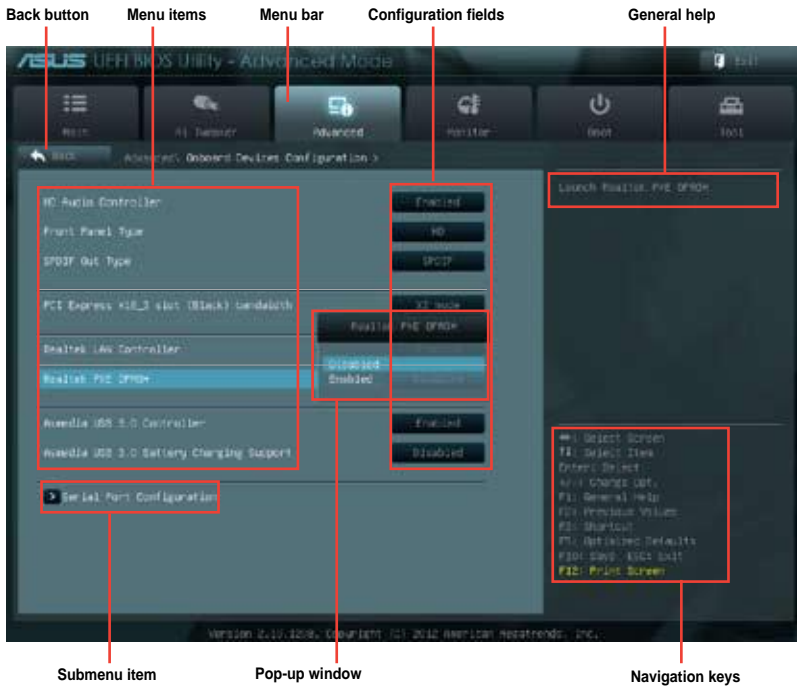 Back button
Menu items
Menu bar
Configuration fields
General help
ASUS UEFI BIOS Utility - Advanced Mode
Exit
Main
Ai Tweaker
Advanced
Monitor
Boot
Tool
Back
Advanced\ Onboard Devices Configuration >
HD Audio Controller
Enabled
Front Panel Type
HD
SPDIF Out Type
SPDIF
PCI Express X16_2 slot (Black) bandwidth
X2 mode
Realtek LAN Controller
Realtek PXE OPROM
Realtek PXE OPROM
Disabled
Enabled
Asmedia USB 3.0 Controller
Enabled
Asmedia USB 3.0 Battery Charging Support
Disabled
Serial Port Configuration
Launch Realtek PXE OPROM
: Select Screen
: Select Item
Enter: Select
+/-: Change Opt.
F1: General Help
F2: Previous Values
F3: Shortcut
F5: Optimized Defaults
F10: Save ESC: Exit
F12: Print Screen
Version 2.10.1208. Copyright (C) 2012 American Megatrends, Inc.
Submenu item
Pop-up window
Navigation keys